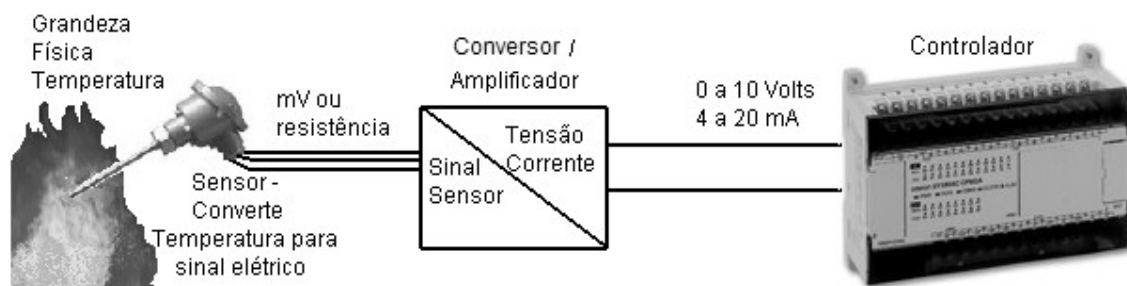 Grandeza
Física
Temperatura
mV ou
resistência
Sensor -
Converte
Temperatura para
sinal elétrico
Conversor /
Amplificador
Sinal
Sensor
Tensão
Corrente
0 a 10 Volts
4 a 20 mA
Controlador